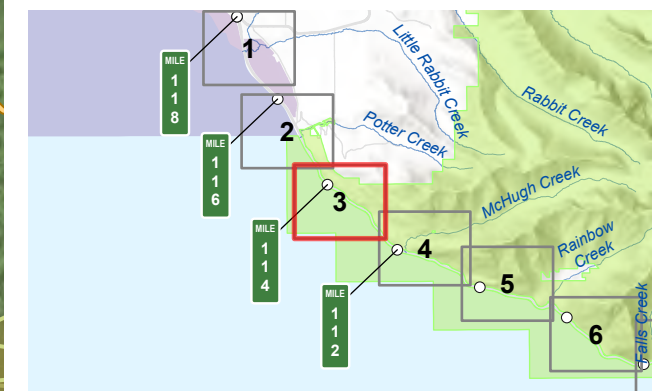 1
Little Rabbit Creek
Rabbit Creek
MILE
1
1
8
2
Potter Creek
MILE
1
1
6
3
McHugh Creek
MILE
1
1
4
4
Rainbow
Creek
5
MILE
1
1
2
6
Falls Creek